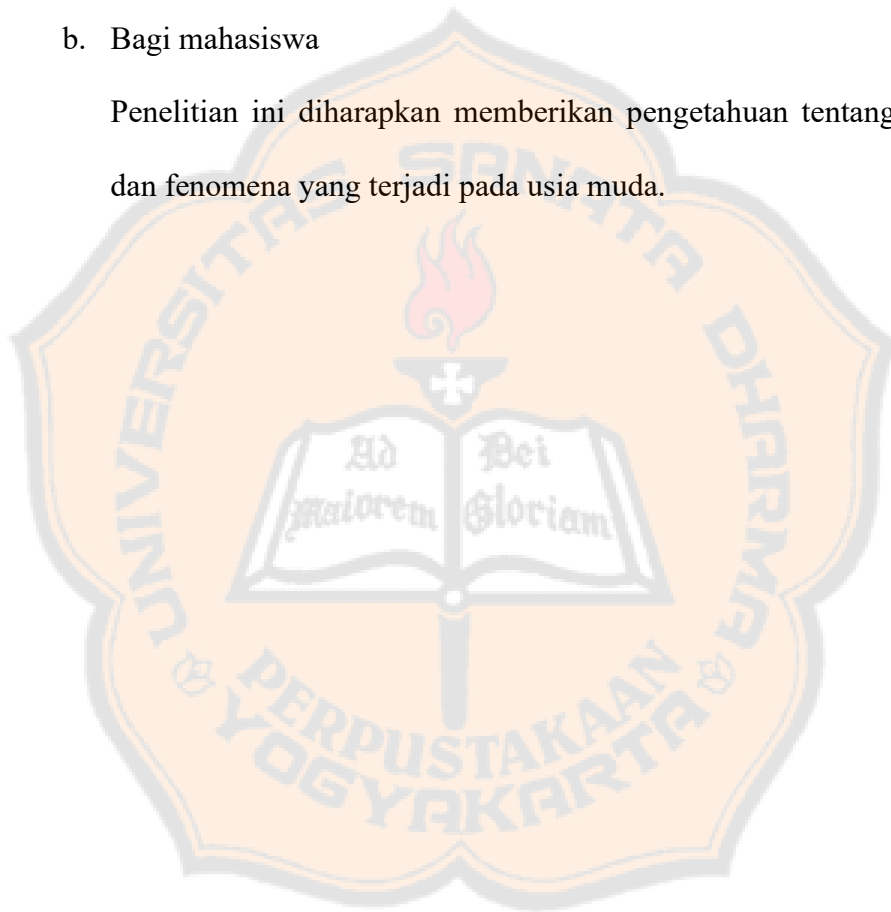 b. Bagi mahasiswa
Penelitian ini diharapkan memberikan pengetahuan tentang
dan fenomena yang terjadi pada usia muda.
UNIVERSITAS SANATA DHARMA
Ad Dei
Maiorem Gloriam
PERPUSTAKAAN
YOGYAKARTA